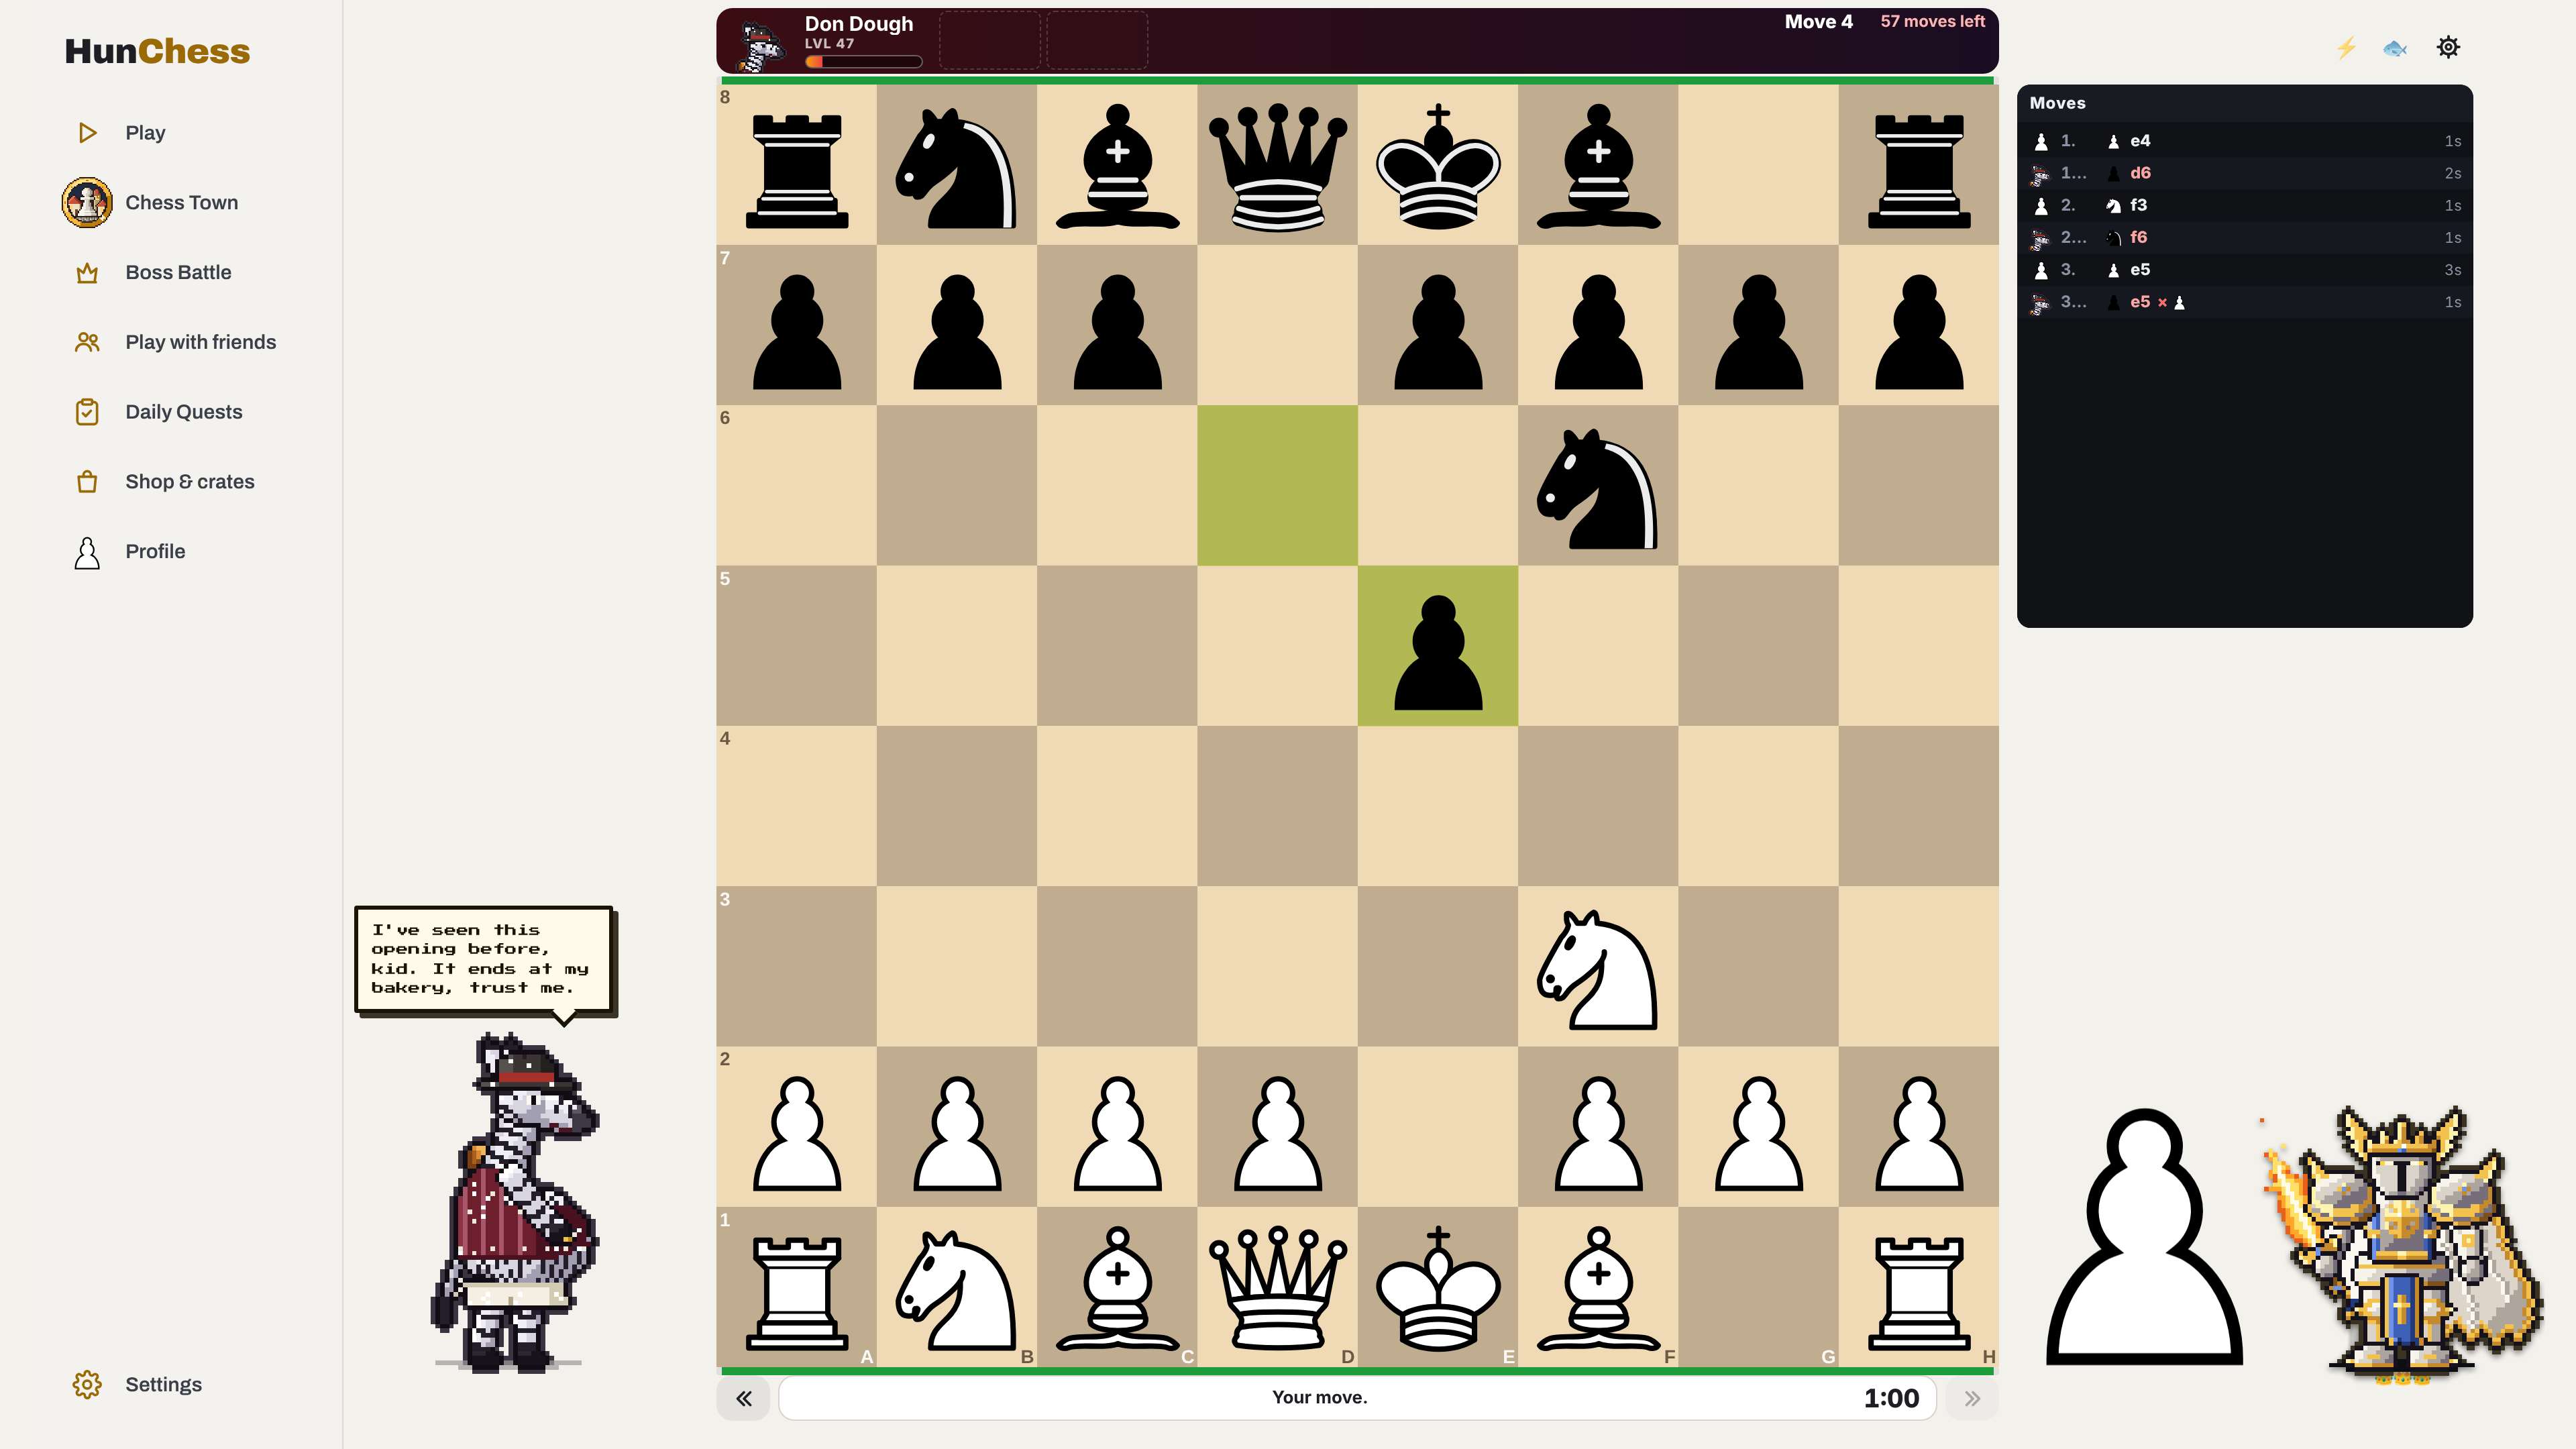 HunChess
Play
Chess Town
Boss Battle
Play with friends
Daily Quests
Shop & crates
Profile
Settings
I've seen this
opening before,
kid. It ends at my
bakery, trust me.
Don Dough
LVL 47
Move 4
57 moves left
8
7
6
5
4
3
2
1
A B C D E F G H
Your move.
1:00
Moves
1. e4 1s
1... d6 2s
2. f3 1s
2... f6 1s
3. e5 3s
3... e5 × 1s